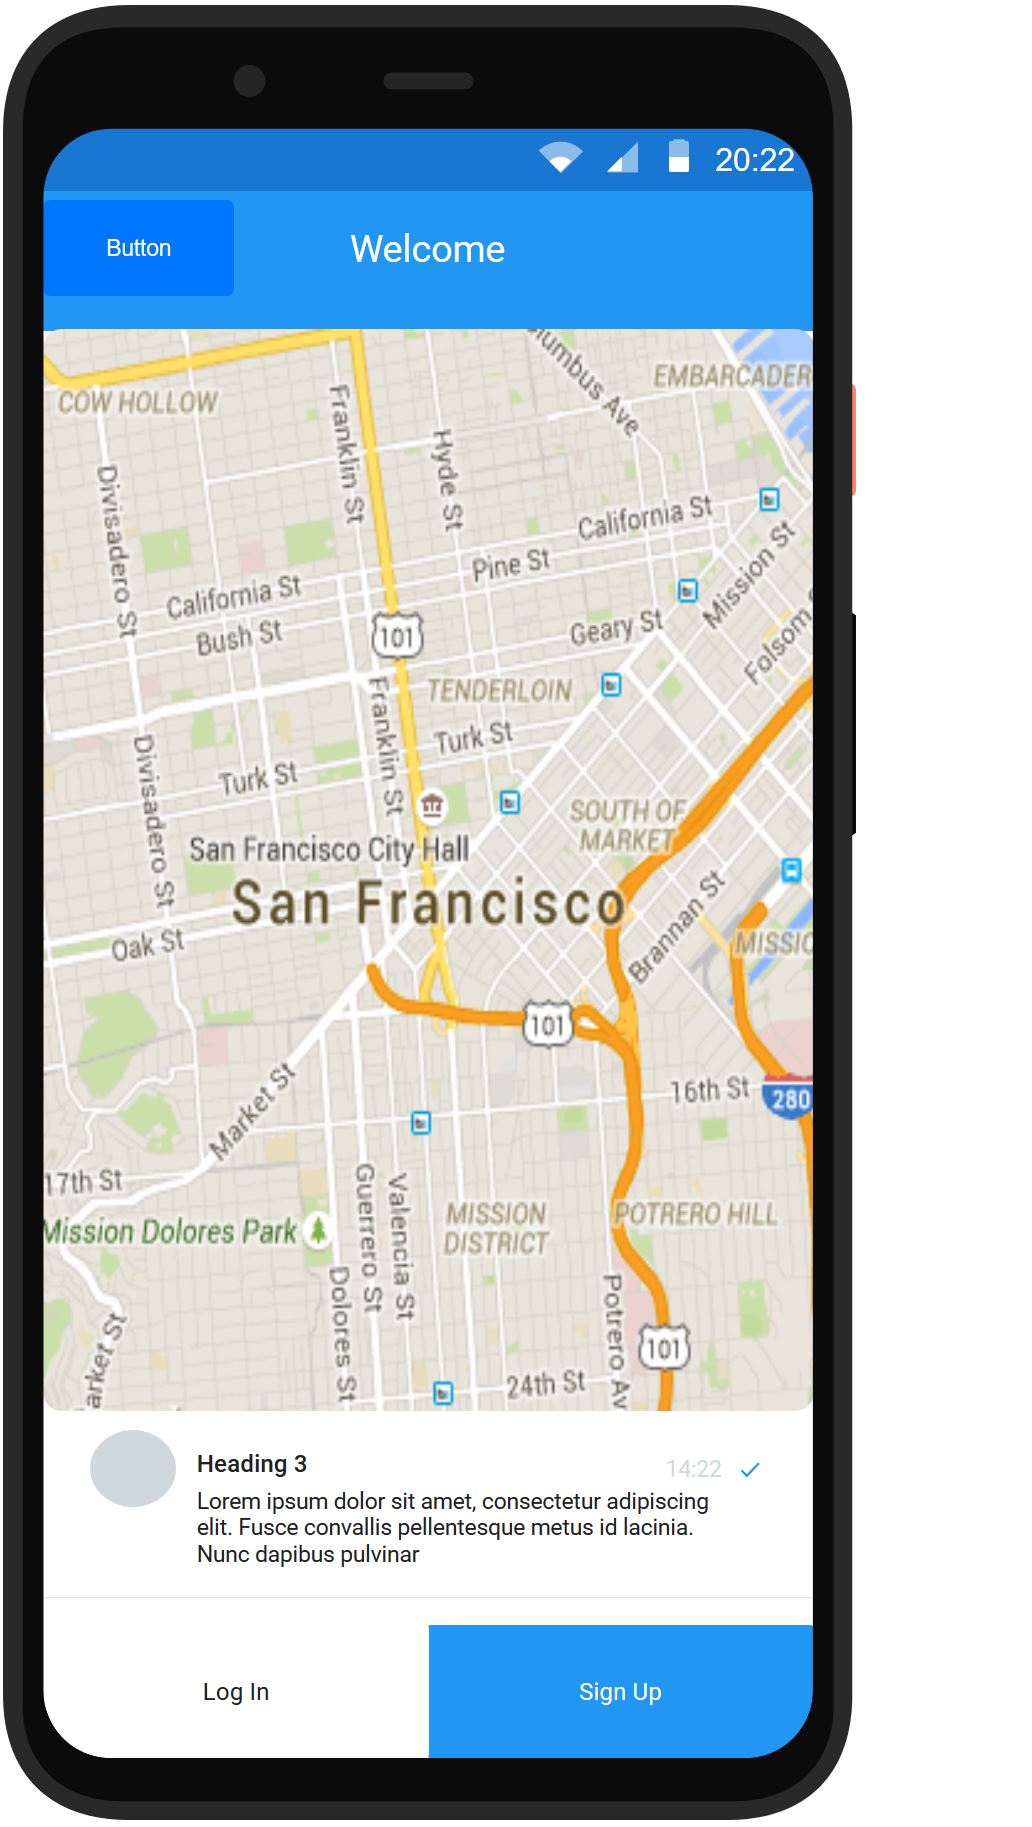 20:22
Button
Welcome
COW HOLLOW
Franklin St
Hyde St
EMBARCADER
Divisadero St
California St
California St
Pine St
Mission St
Bush St
101
Geary St
Folsom
TENDERLOIN
Franklin St
Turk St
Turk St
Divisadero St
SOUTH OF
MARKET
San Francisco City Hall
San Francisco
Brannan St
Oak St
MISSIO
101
Market St
16th St
280
17th St
Guerrero St
Valencia St
MISSION
DISTRICT
POTRERO HILL
Mission Dolores Park
Dolores St
Potrero Av
arket St
101
24th St
Heading 3
14:22
Lorem ipsum dolor sit amet, consectetur adipiscing
elit. Fusce convallis pellentesque metus id lacinia.
Nunc dapibus pulvinar
Log In
Sign Up